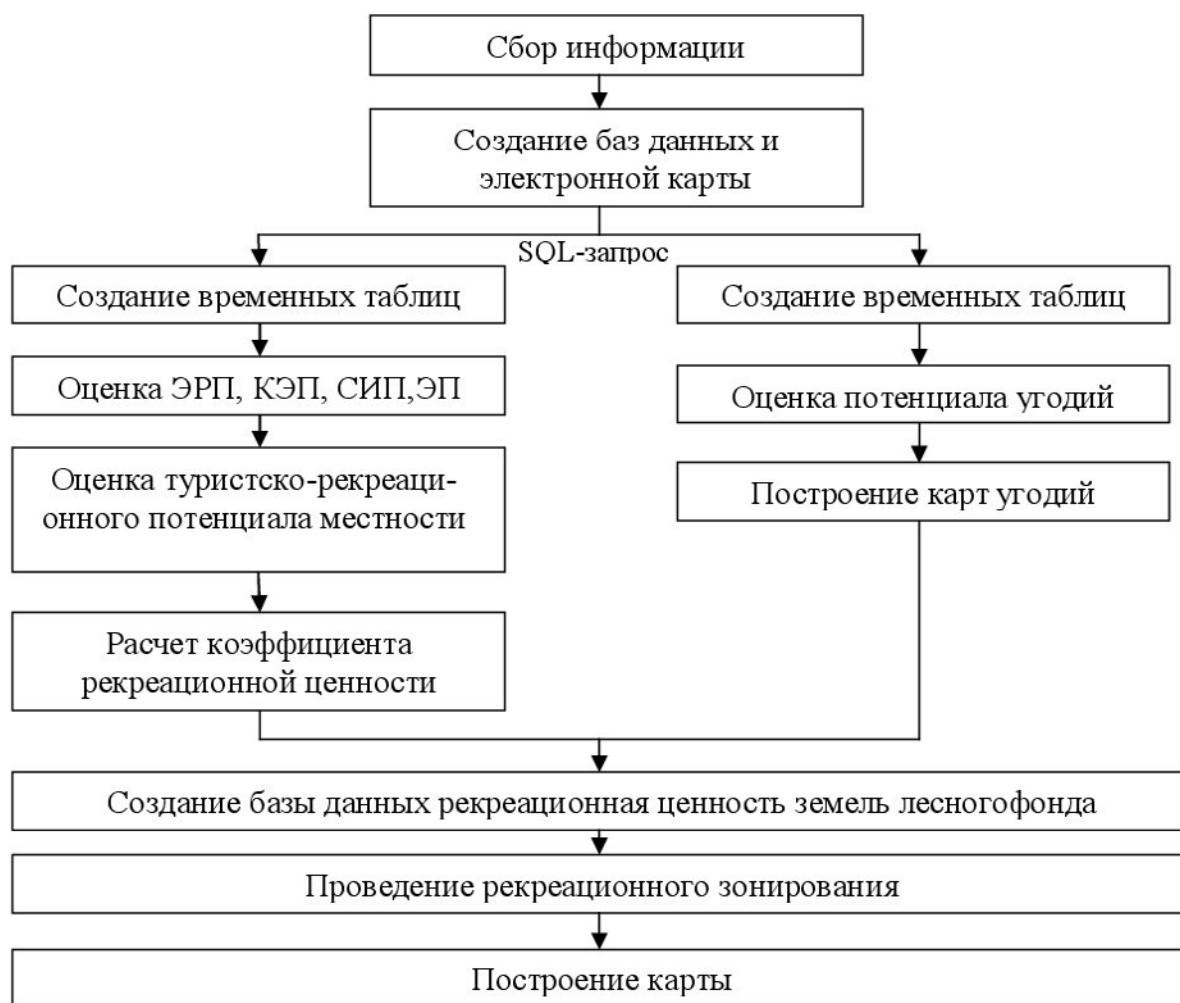 Сбор информации
Создание баз данных и
электронной карты
SQL-запрос
Создание временных таблиц
Оценка ЭРП, КЭП, СИП,ЭП
Оценка туристско-рекреаци-
онного потенциала местности
Расчет коэффициента
рекреационной ценности
Создание временных таблиц
Оценка потенциала угодий
Построение карт угодий
Создание базы данных рекреационная ценность земель лесногофонда
Проведение рекреационного зонирования
Построение карты